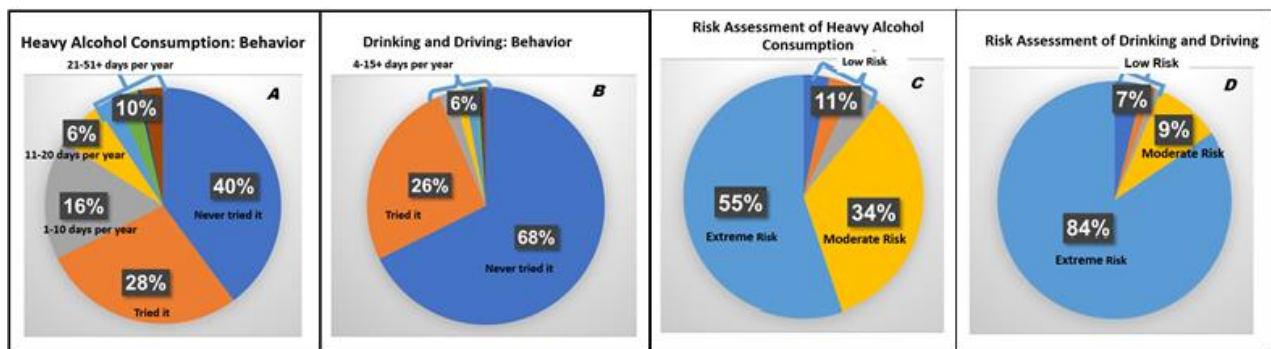 Heavy Alcohol Consumption: Behavior
21-51+ days per year
A
10%
6%
11-20 days per year
40%
Never tried it
16%
1-10 days per year
28%
Tried it
Drinking and Driving: Behavior
4-15+ days per year
B
6%
26%
Tried it
68%
Never tried it
Risk Assessment of Heavy Alcohol
Consumption
Low Risk
C
11%
55%
Extreme Risk
34%
Moderate Risk
Risk Assessment of Drinking and Driving
Low Risk
D
7%
9%
Moderate Risk
84%
Extreme Risk